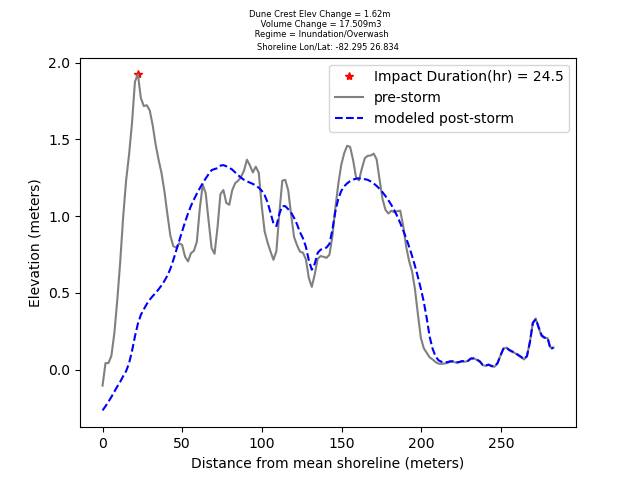 Dune Crest Elev Change = 1.62m
Volume Change = 17.509m3
Regime = Inundation/Overwash
Shoreline Lon/Lat: -82.295 26.834
Impact Duration(hr) = 24.5
pre-storm
modeled post-storm
Elevation (meters)
2.0
1.5
1.0
0.5
0.0
0
50
100
150
200
250
Distance from mean shoreline (meters)